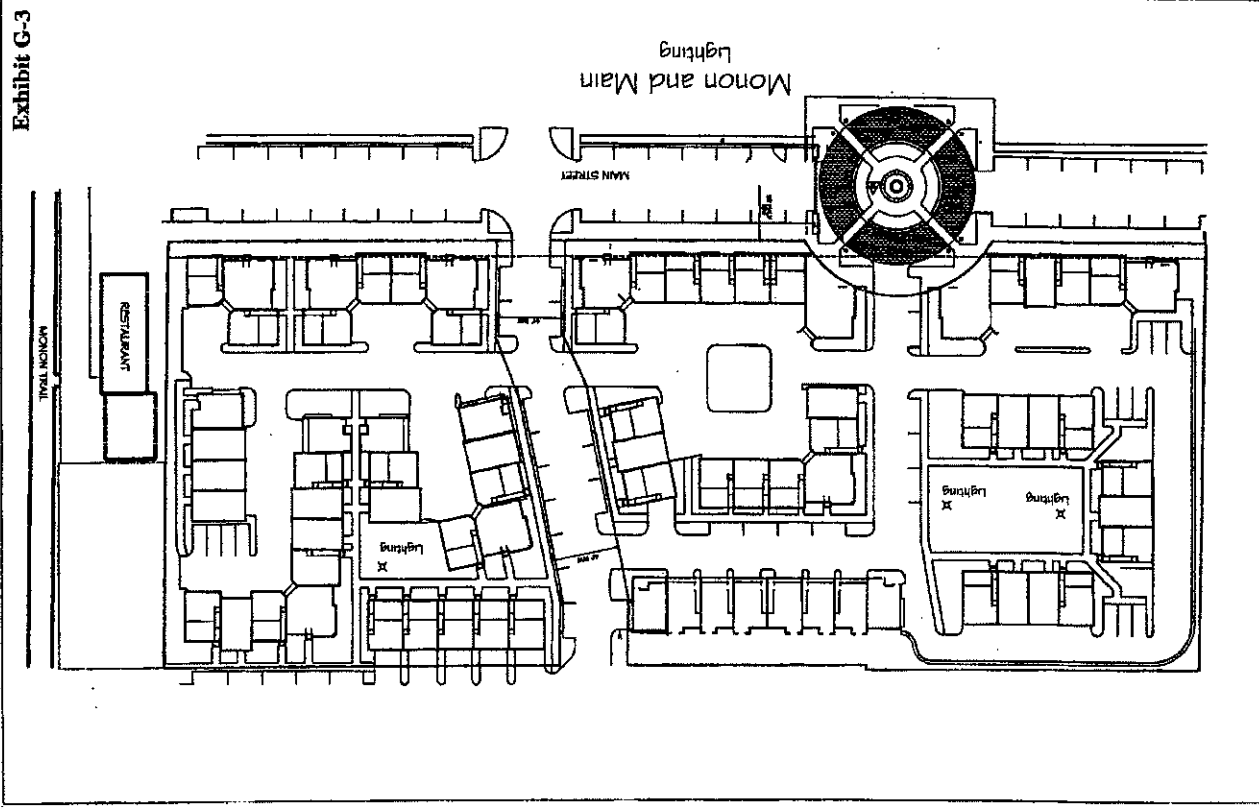 Exhibit G-3
Monon and Main
Lighting
MAIN STREET
RESTAURANT
MONON TRAIL
Lighting
Lighting
Lighting